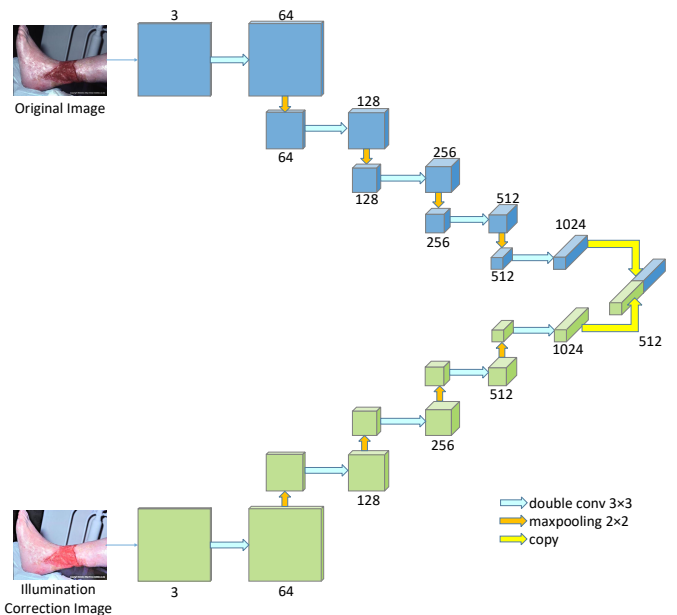 3
64
Original Image
128
64
256
128
512
256
1024
512
1024
512
512
256
128
double conv 3×3
maxpooling 2×2
copy
3
64
Illumination
Correction Image